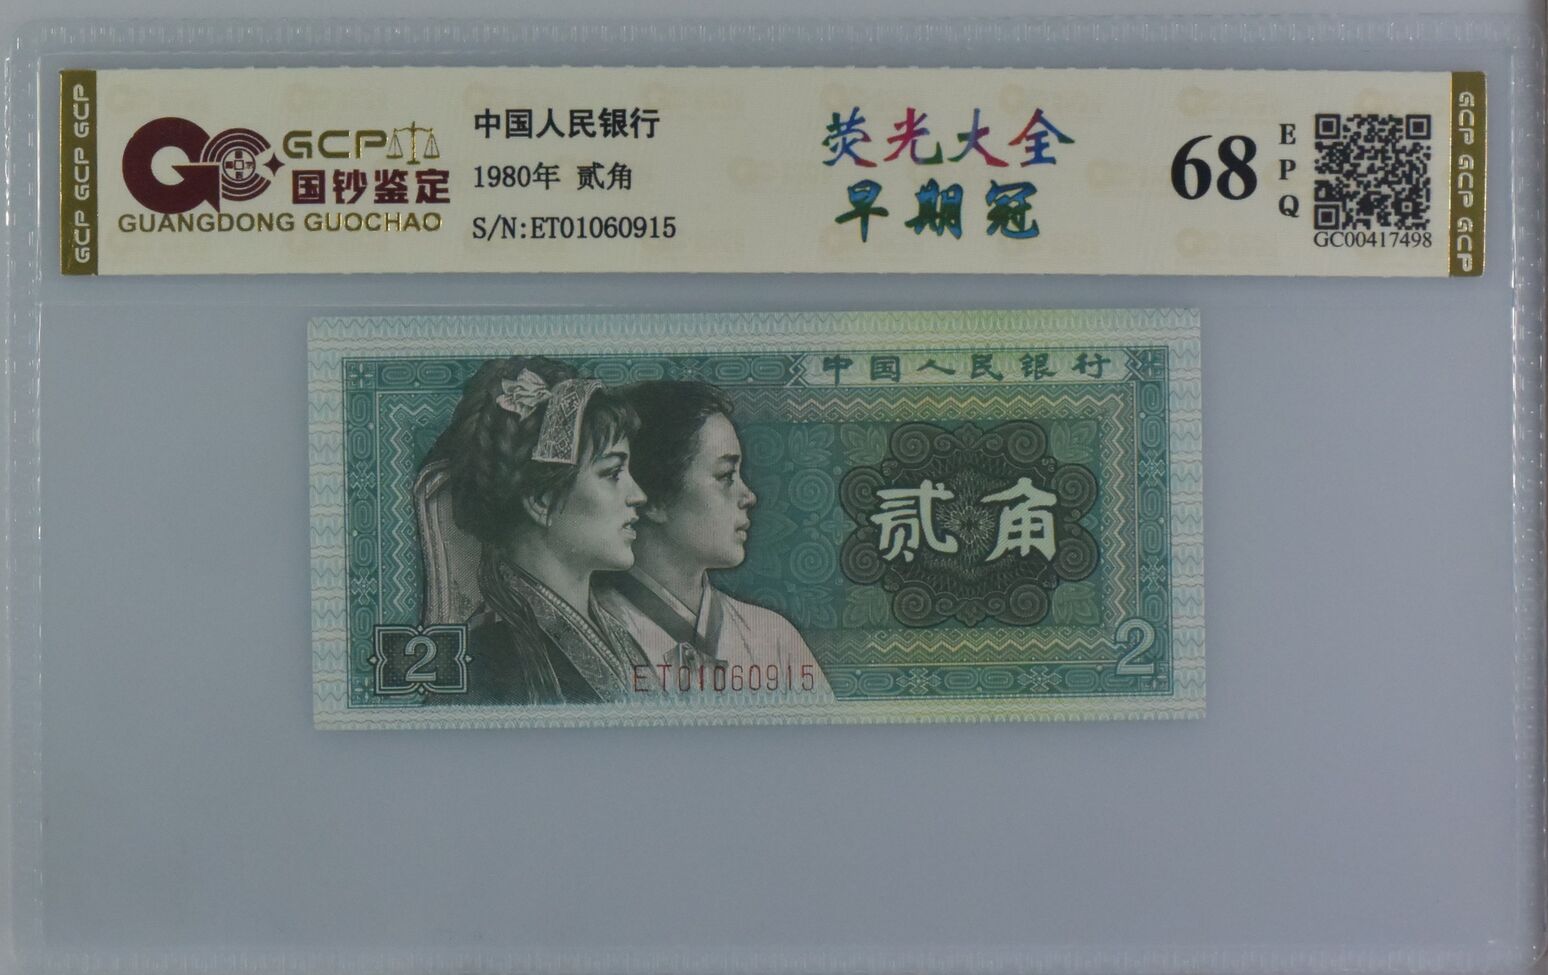 GCP GCP GCP
GCP
国钞鉴定
GUANGDONG GUOCHAO
中国人民银行
1980年 贰角
S/N:ET01060915
荧光大全
早期冠
68
EPQ
GC00417498
GCP GCP GCP
中国人民银行
贰角
2
ET01060915
2